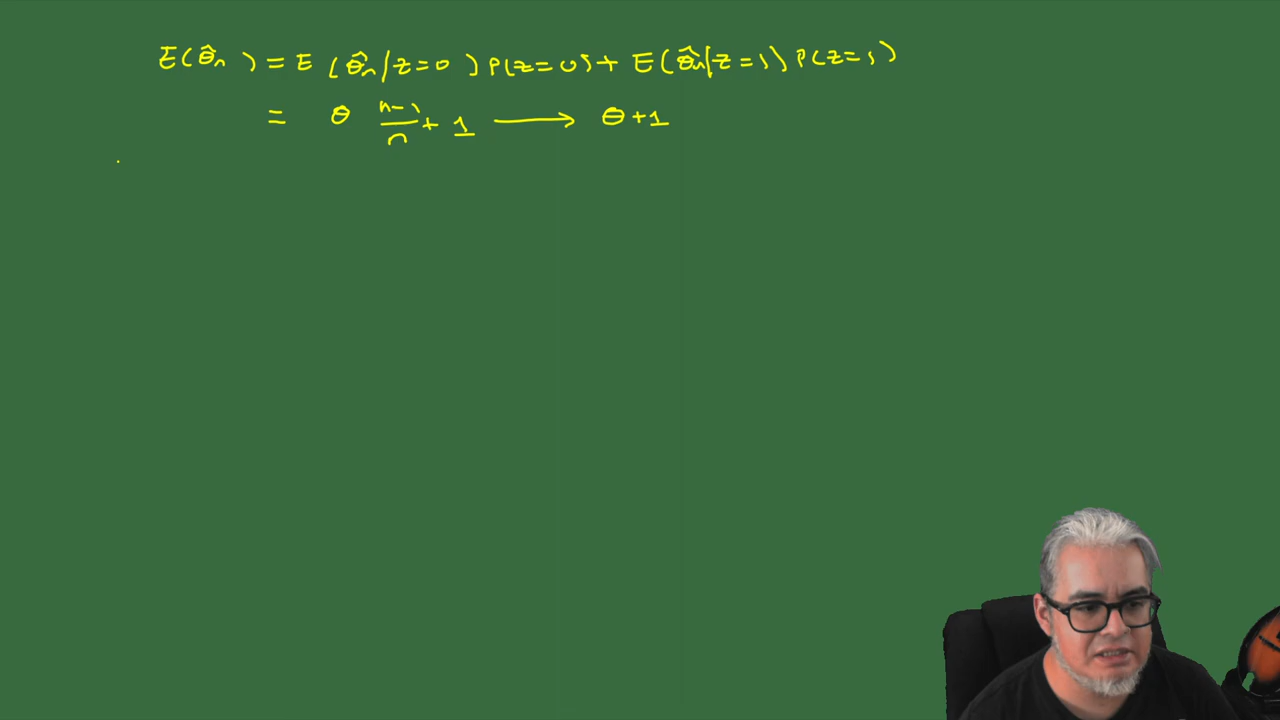 E(θ̂n) = E(θ̂n/z=0)P(z=0)+ E(θ̂n|z=1)P(z=1)
= θ n-1/n + 1 ⟶ θ+1